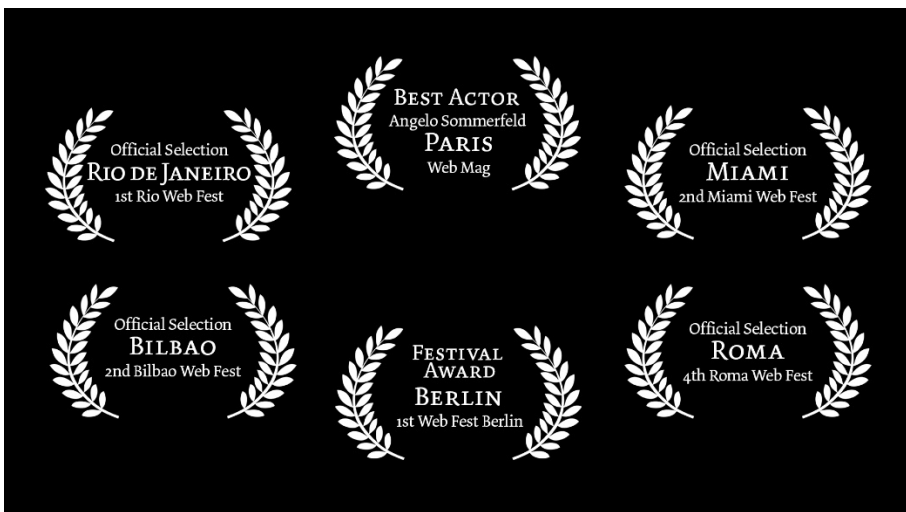 Official Selection
RIO DE JANEIRO
1st Rio Web Fest
BEST ACTOR
Angelo Sommerfeld
PARIS
Web Mag
Official Selection
MIAMI
2nd Miami Web Fest
Official Selection
BILBAO
2nd Bilbao Web Fest
FESTIVAL
AWARD
BERLIN
1st Web Fest Berlin
Official Selection
ROMA
4th Roma Web Fest